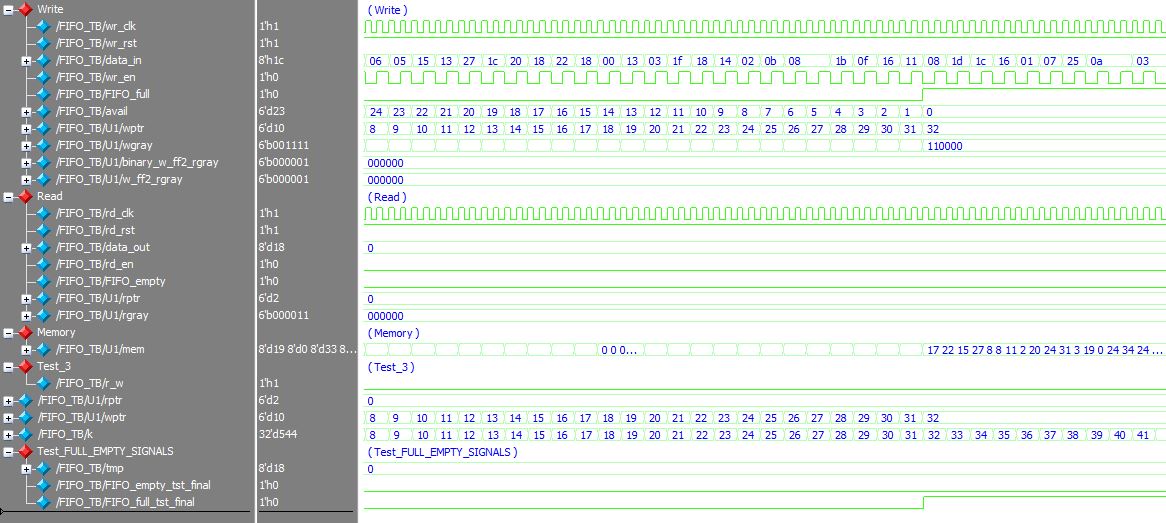 Write ( Write )
/FIFO_TB/wr_clk 1'h1
/FIFO_TB/wr_rst 1'h1
/FIFO_TB/data_in 8'h1c 06 05 15 13 27 1c 20 18 22 18 00 13 03 1f 18 14 02 0b 08 1b 0f 16 11 08 1d 1c 16 01 07 25 0a 03
/FIFO_TB/wr_en 1'h0
/FIFO_TB/FIFO_full 1'h0
/FIFO_TB/avail 6'd23 24 23 22 21 20 19 18 17 16 15 14 13 12 11 10 9 8 7 6 5 4 3 2 1 0
/FIFO_TB/U1/wptr 6'd10 8 9 10 11 12 13 14 15 16 17 18 19 20 21 22 23 24 25 26 27 28 29 30 31 32
/FIFO_TB/U1/wgray 6'b001111 110000
/FIFO_TB/U1/binary_w_ff2_rgray 6'b000001 000000
/FIFO_TB/U1/w_ff2_rgray 6'b000001 000000
Read ( Read )
/FIFO_TB/rd_clk 1'h1
/FIFO_TB/rd_rst 1'h1
/FIFO_TB/data_out 8'd18 0
/FIFO_TB/rd_en 1'h0
/FIFO_TB/FIFO_empty 1'h0
/FIFO_TB/U1/rptr 6'd2 0
/FIFO_TB/U1/rgray 6'b000011 000000
Memory ( Memory )
/FIFO_TB/U1/mem 8'd19 8'd0 8'd33 8... 0 0 0... 17 22 15 27 8 8 11 2 20 24 31 3 19 0 24 34 24 ...
Test_3 ( Test_3 )
/FIFO_TB/r_w 1'h1
/FIFO_TB/U1/rptr 6'd2 0
/FIFO_TB/U1/wptr 6'd10 8 9 10 11 12 13 14 15 16 17 18 19 20 21 22 23 24 25 26 27 28 29 30 31 32
/FIFO_TB/k 32'd544 8 9 10 11 12 13 14 15 16 17 18 19 20 21 22 23 24 25 26 27 28 29 30 31 32 33 34 35 36 37 38 39 40 41
Test_FULL_EMPTY_SIGNALS ( Test_FULL_EMPTY_SIGNALS )
/FIFO_TB/tmp 8'd18 0
/FIFO_TB/FIFO_empty_tst_final 1'h0
/FIFO_TB/FIFO_full_tst_final 1'h0